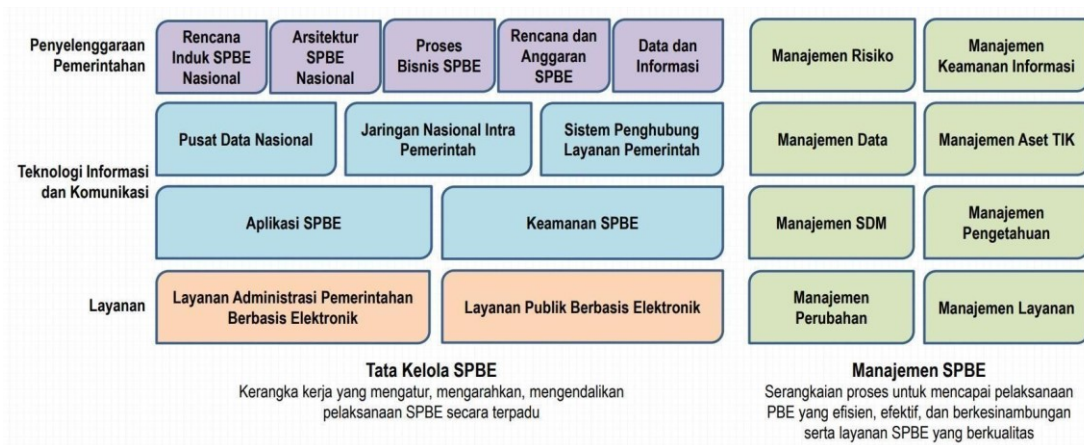 Penyelenggaraan
Pemerintahan
Rencana
Induk SPBE
Nasional
Arsitektur
SPBE
Nasional
Proses
Bisnis SPBE
Rencana dan
Anggaran
SPBE
Data dan
Informasi
Teknologi Informasi
dan Komunikasi
Pusat Data Nasional
Jaringan Nasional Intra
Pemerintah
Sistem Penghubung
Layanan Pemerintah
Aplikasi SPBE
Keamanan SPBE
Layanan
Layanan Administrasi Pemerintahan
Berbasis Elektronik
Layanan Publik Berbasis Elektronik
Tata Kelola SPBE
Kerangka kerja yang mengatur, mengarahkan, mengendalikan
pelaksanaan SPBE secara terpadu
Manajemen Risiko
Manajemen
Keamanan Informasi
Manajemen Data
Manajemen Aset TIK
Manajemen SDM
Manajemen
Pengetahuan
Manajemen
Perubahan
Manajemen Layanan
Manajemen SPBE
Serangkaian proses untuk mencapai pelaksanaan
PBE yang efisien, efektif, dan berkesinambungan
serta layanan SPBE yang berkualitas